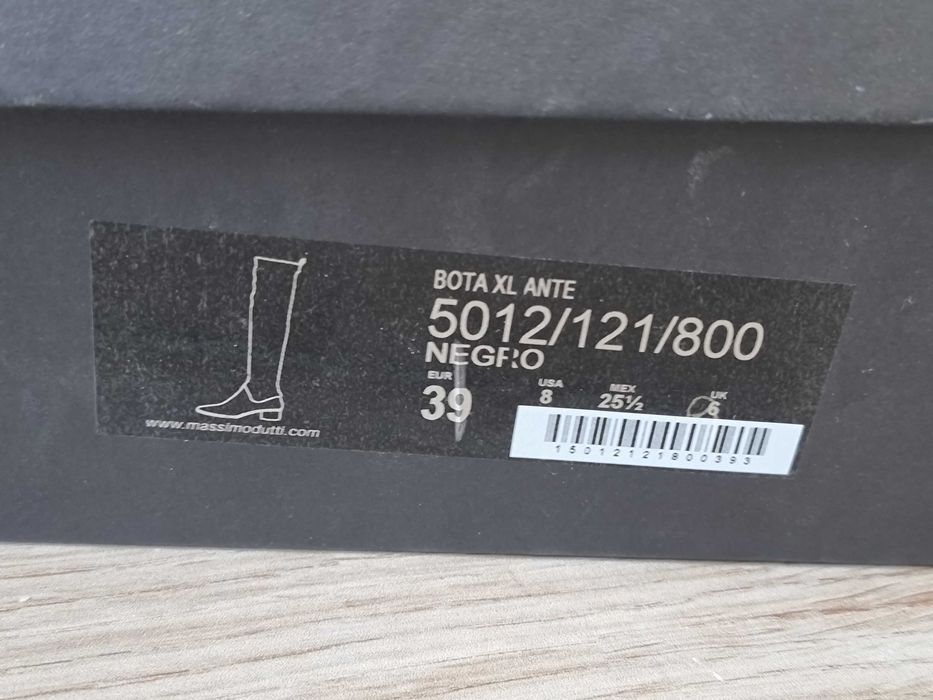 BOTA XL ANTE
5012/121/800
NEGRO
EUR USA MEX UK
39 8 25½ 6
www.massimodutti.com
15012121800393